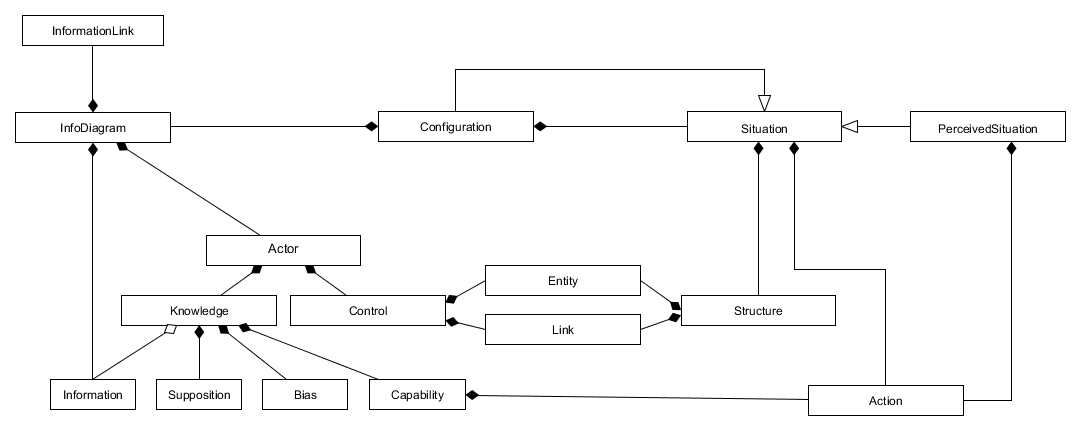 InformationLink
InfoDiagram
Configuration
Situation
PerceivedSituation
Actor
Entity
Knowledge
Control
Structure
Link
Information
Supposition
Bias
Capability
Action